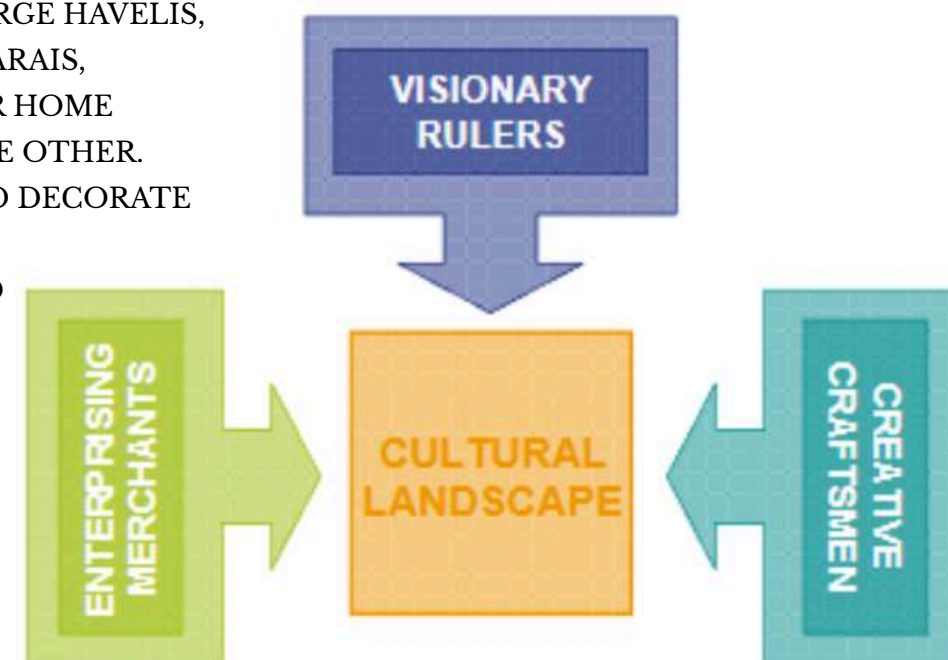 RGE HAVELIS,
ARAIS,
R HOME
E OTHER.
DECORATE
VISIONARY
RULERS
ENTERPRISING
MERCHANTS
CULTURAL
LANDSCAPE
CREATIVE
CRAFTSMEN